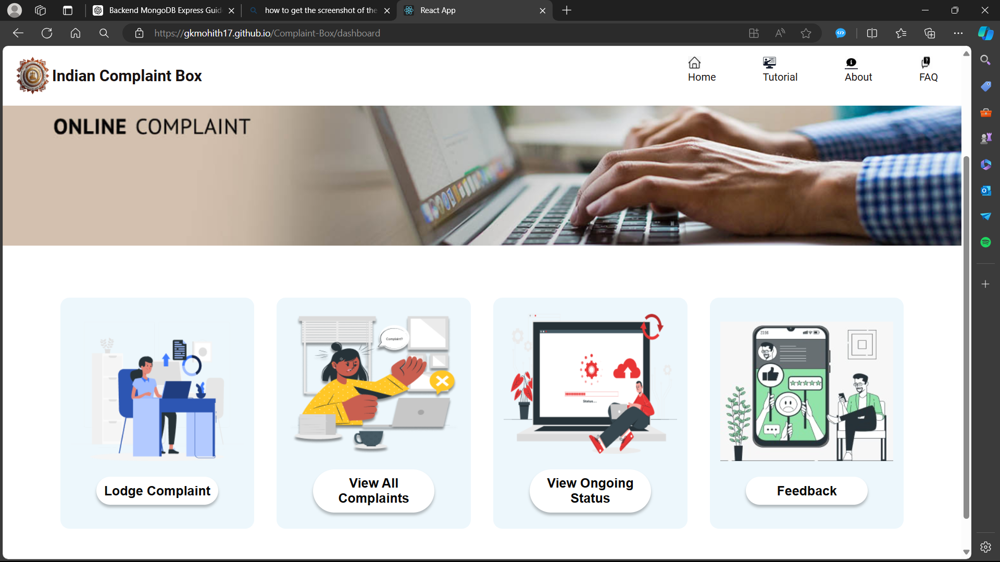 Backend MongoDB Express Guid
how to get the screenshot of the
React App
https://gkmohith17.github.io/Complaint-Box/dashboard
Indian Complaint Box
Home
Tutorial
About
FAQ
ONLINE COMPLAINT
Complaint?
Status....
23:56
Lodge Complaint
View All
Complaints
View Ongoing
Status
Feedback